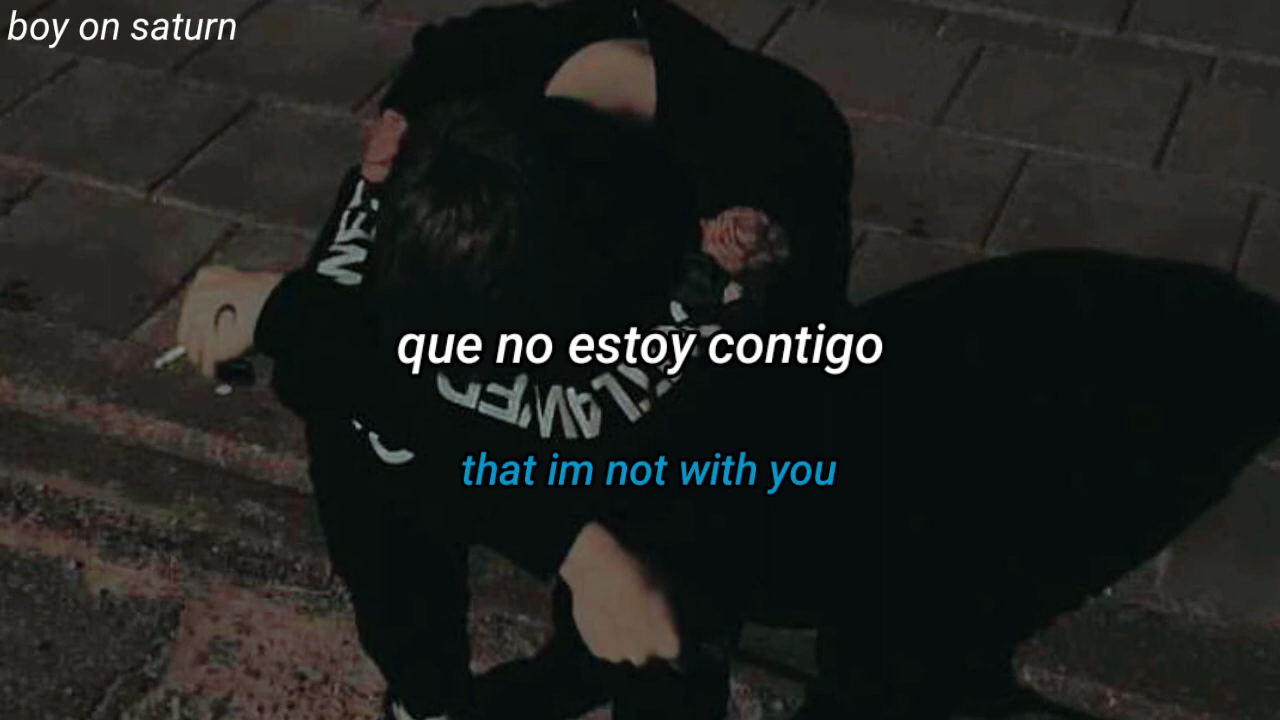 boy on saturn
que no estoy contigo
that im not with you